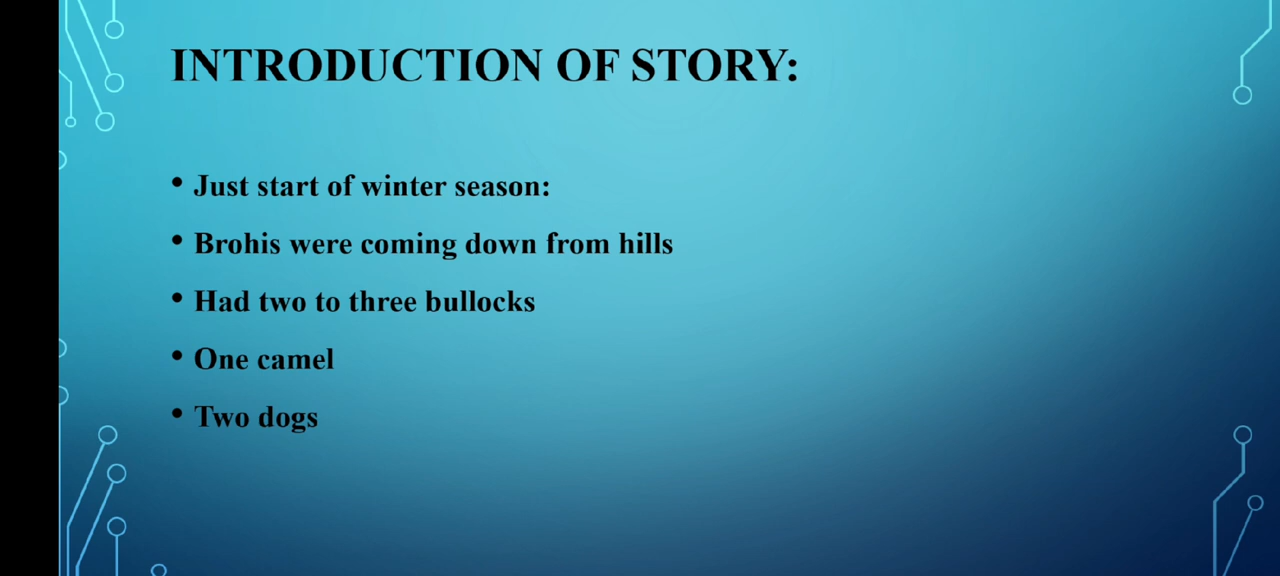 INTRODUCTION OF STORY:
• Just start of winter season:
• Brohis were coming down from hills
• Had two to three bullocks
• One camel
• Two dogs